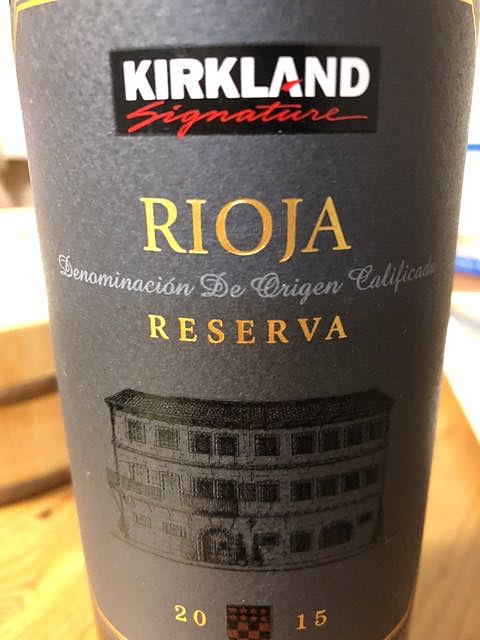 KIRKLAND
Signature
RIOJA
Denominación De Origen Calificada
RESERVA
20 15